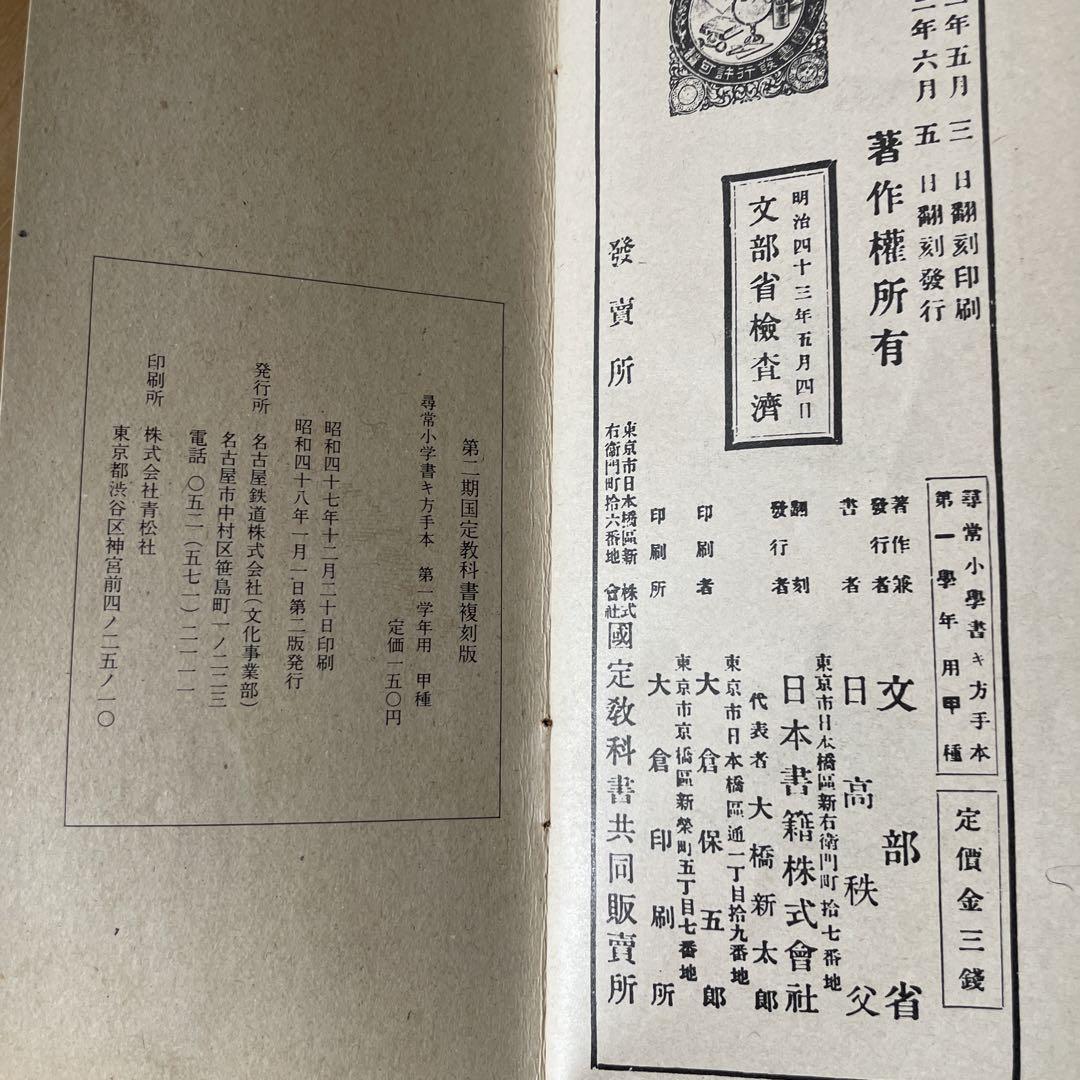 年五月三日翻刻印刷
年六月五日翻刻發行
著作權所有
明治四十三年五月四日
文部省檢査濟
發賣所
東京市日本橋區新
右衛門町拾六番地
株式
會社
國定教科書共同販賣所
尋常小學書キ方手本
第一學年用甲種
定價金三錢
著作兼
發行者
文部省
書者
日高秩父
東京市日本橋區新右衛門町拾七番地
翻刻
發行者
日本書籍株式會社
代表者 大橋新太郎
東京市日本橋區通一丁目拾九番地
印刷者
大倉保五郎
東京市京橋區新榮町五丁目七番地
印刷所
大倉印刷所
第二期国定教科書複刻版
尋常小学書キ方手本 第一学年用 甲種
定価一五〇円
昭和四十七年十二月二十日印刷
昭和四十八年一月一日第二版発行
発行所 名古屋鉄道株式会社(文化事業部)
名古屋市中村区笹島町一ノ二二三
電話 〇五二(五七一)二一一一
印刷所 株式会社青松社
東京都渋谷区神宮前四ノ二五ノ一〇